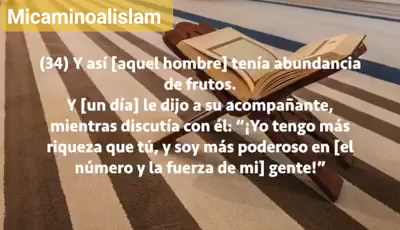 Micaminoalislam
(34) Y así [aquel hombre] tenía abundancia
de frutos.
Y [un día] le dijo a su acompañante,
mientras discutía con él: “¡Yo tengo más
riqueza que tú, y soy más poderoso en [el
número y la fuerza de mi] gente!”